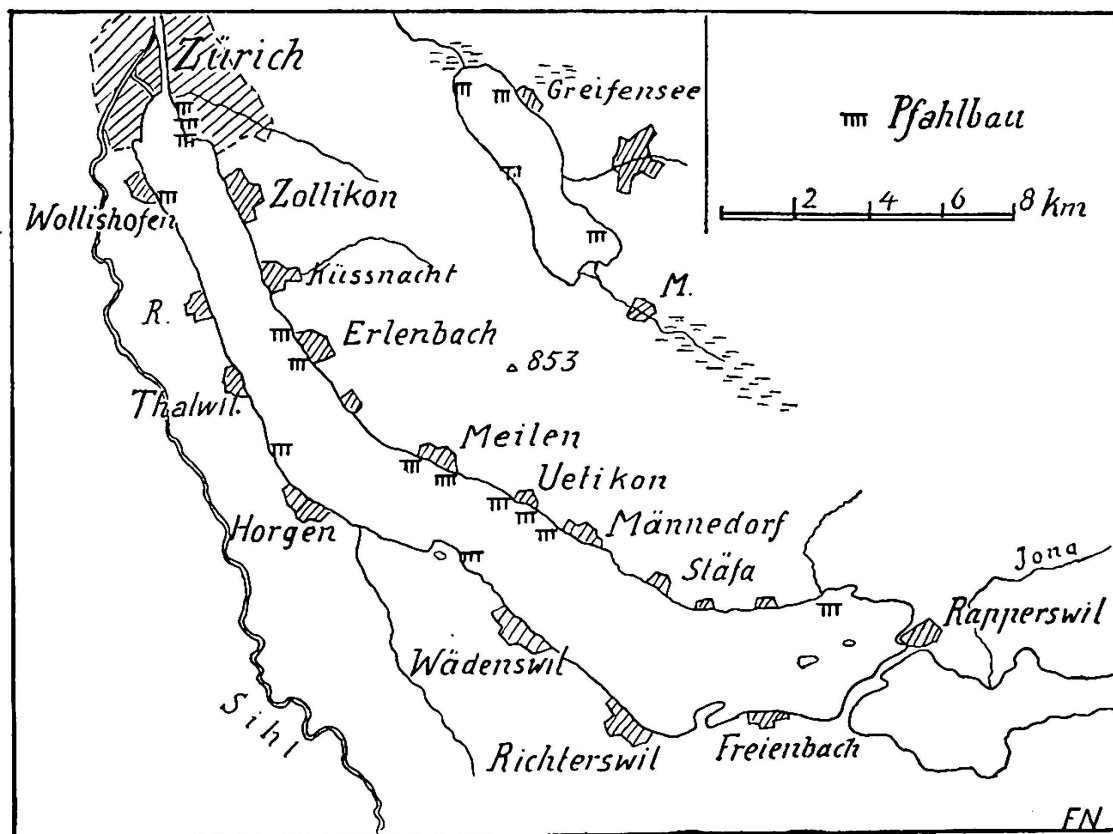 Zürich
Greifensee
Pfahlbau
2 4 6 8 km
Zollikon
Wollishofen
Küssnacht
M.
R.
Erlenbach
853
Thalwil.
Meilen
Uetikon
Horgen
Männedorf
Stäfa
Jona
Rapperswil
Wädenswil
Sihl
Richterswil
Freienbach
FN